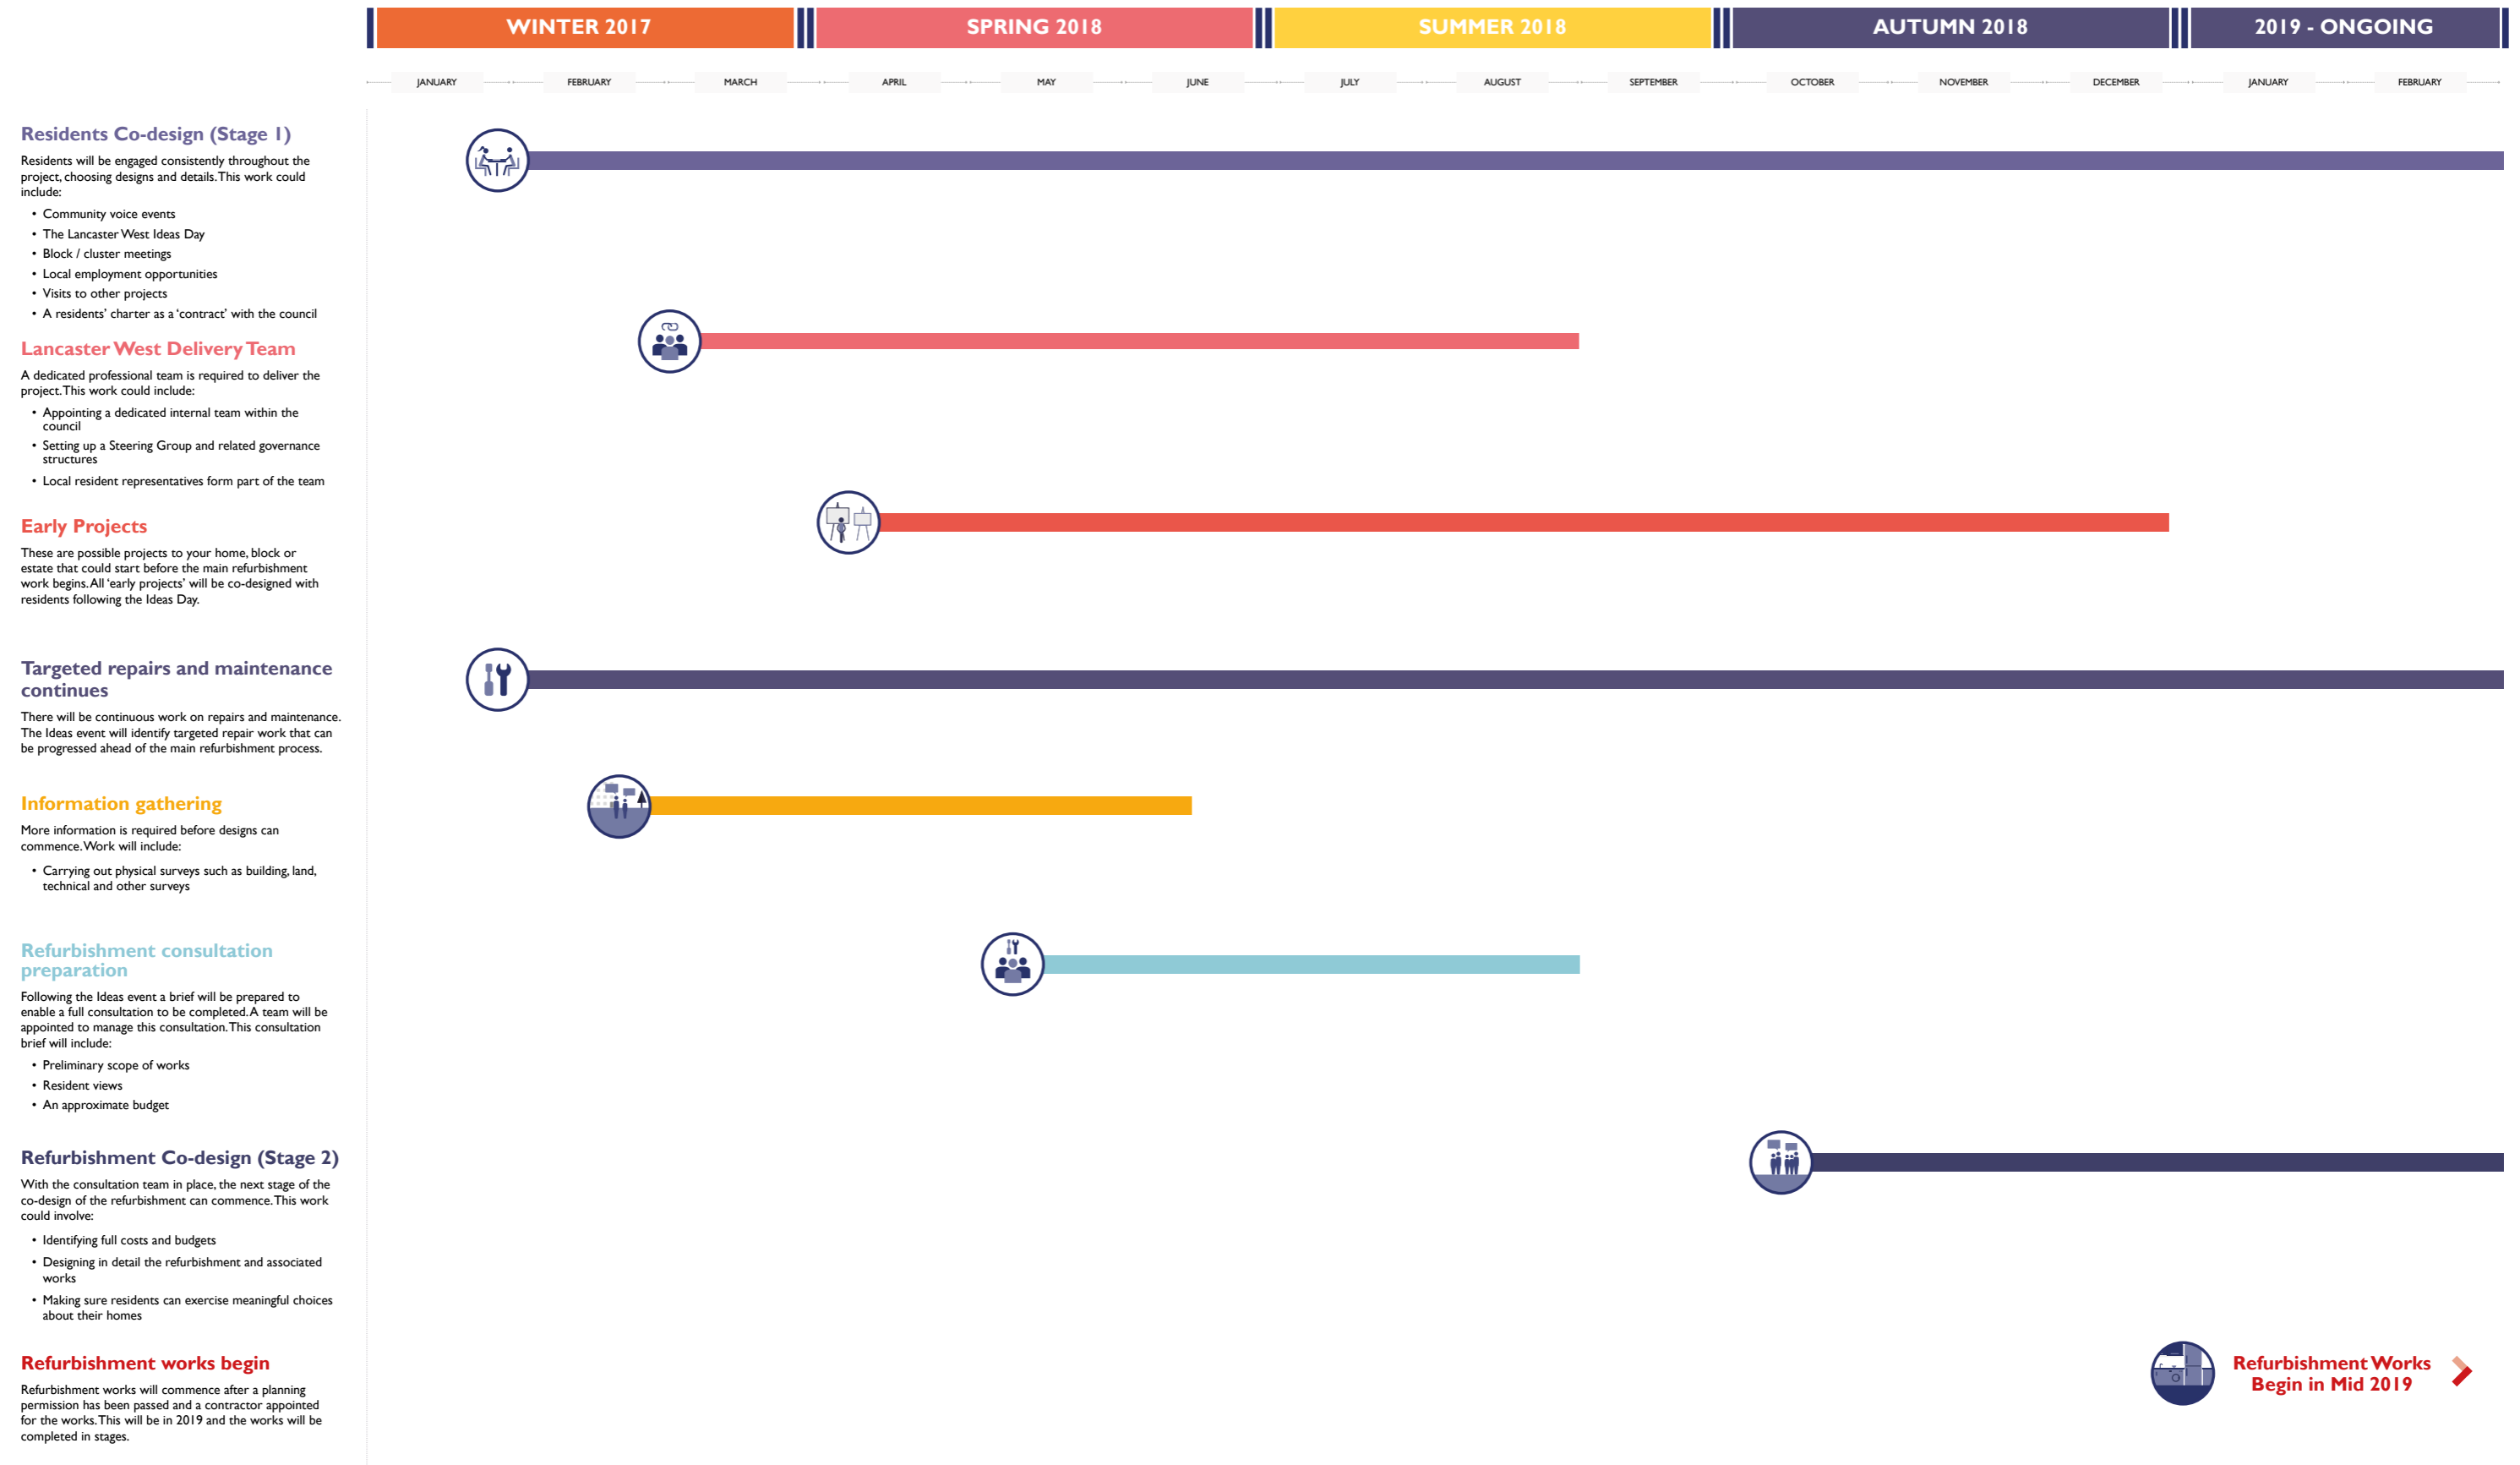 WINTER 2017
SPRING 2018
SUMMER 2018
AUTUMN 2018
2019 - ONGOING
JANUARY
FEBRUARY
MARCH
APRIL
MAY
JUNE
JULY
AUGUST
SEPTEMBER
OCTOBER
NOVEMBER
DECEMBER
JANUARY
FEBRUARY
Residents Co-design (Stage 1)
Residents will be engaged consistently throughout the
project, choosing designs and details. This work could
include:
• Community voice events
• The Lancaster West Ideas Day
• Block / cluster meetings
• Local employment opportunities
• Visits to other projects
• A residents' charter as a 'contract' with the council
Lancaster West Delivery Team
A dedicated professional team is required to deliver the
project. This work could include:
• Appointing a dedicated internal team within the
council
• Setting up a Steering Group and related governance
structures
• Local resident representatives form part of the team
Early Projects
These are possible projects to your home, block or
estate that could start before the main refurbishment
work begins. All 'early projects' will be co-designed with
residents following the Ideas Day.
Targeted repairs and maintenance
continues
There will be continuous work on repairs and maintenance.
The Ideas event will identify targeted repair work that can
be progressed ahead of the main refurbishment process.
Information gathering
More information is required before designs can
commence. Work will include:
• Carrying out physical surveys such as building, land,
technical and other surveys
Refurbishment consultation
preparation
Following the Ideas event a brief will be prepared to
enable a full consultation to be completed. A team will be
appointed to manage this consultation. This consultation
brief will include:
• Preliminary scope of works
• Resident views
• An approximate budget
Refurbishment Co-design (Stage 2)
With the consultation team in place, the next stage of the
co-design of the refurbishment can commence. This work
could involve:
• Identifying full costs and budgets
• Designing in detail the refurbishment and associated
works
• Making sure residents can exercise meaningful choices
about their homes
Refurbishment works begin
Refurbishment works will commence after a planning
permission has been passed and a contractor appointed
for the works. This will be in 2019 and the works will be
completed in stages.
Refurbishment Works
Begin in Mid 2019